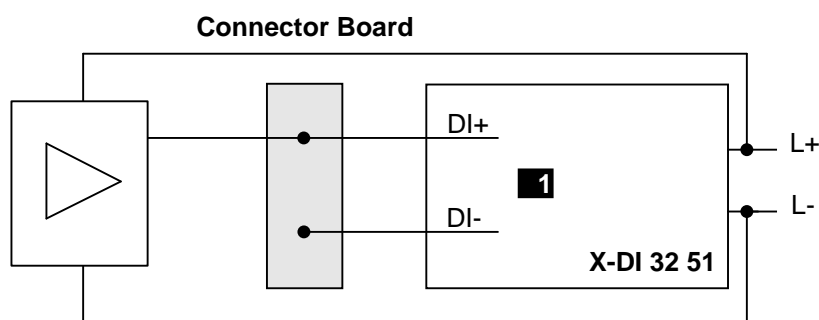 Connector Board
DI+
L+
1
L-
DI-
X-DI 32 51